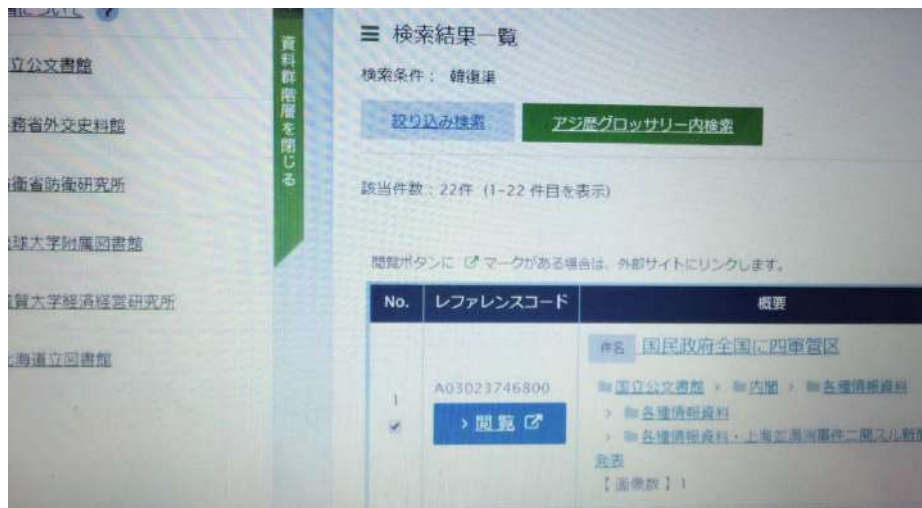 について ?
立公文書館
務省外交史料館
衛省防衛研究所
球大学附属図書館
賀大学経済経営研究所
海道立図書館
資料群階層を閉じる
検索結果一覧
検索条件： 韓復渠
絞り込み検索
アジ歴グロッサリー内検索
該当件数：22件 (1-22 件目を表示)
閲覧ボタンに マークがある場合は、外部サイトにリンクします。
No. レファレンスコード 概要
件名 国民政府全国に四軍管区
1 A03023746800
> 閲覧
国立公文書館 > 内閣 > 各種情報資料
> 各種情報資料
> 各種情報資料・上海並満洲事件ニ関スル新聞
発表
【画像数】1